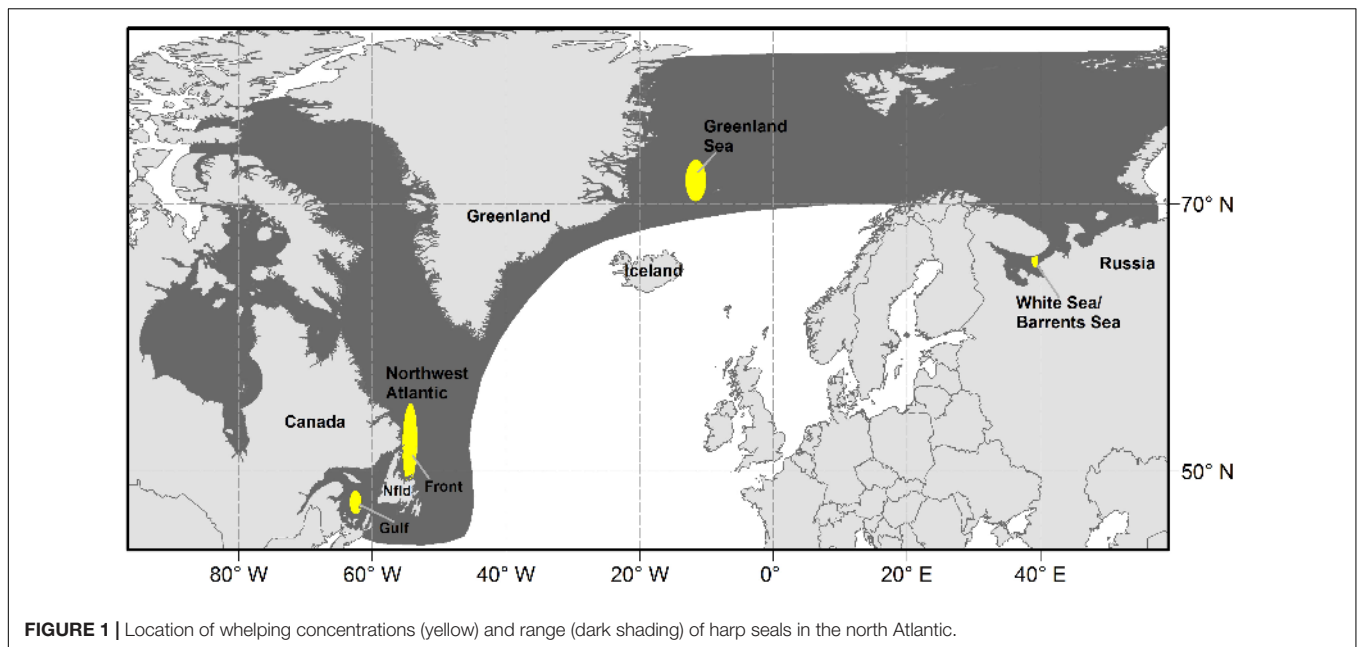 Greenland
Sea
Greenland
70° N
Iceland
Russia
White Sea/
Barrents Sea
Northwest
Atlantic
Canada
50° N
Nfld
Front
Gulf
80° W
60° W
40° W
20° W
0°
20° E
40° E
FIGURE 1 | Location of whelping concentrations (yellow) and range (dark shading) of harp seals in the north Atlantic.